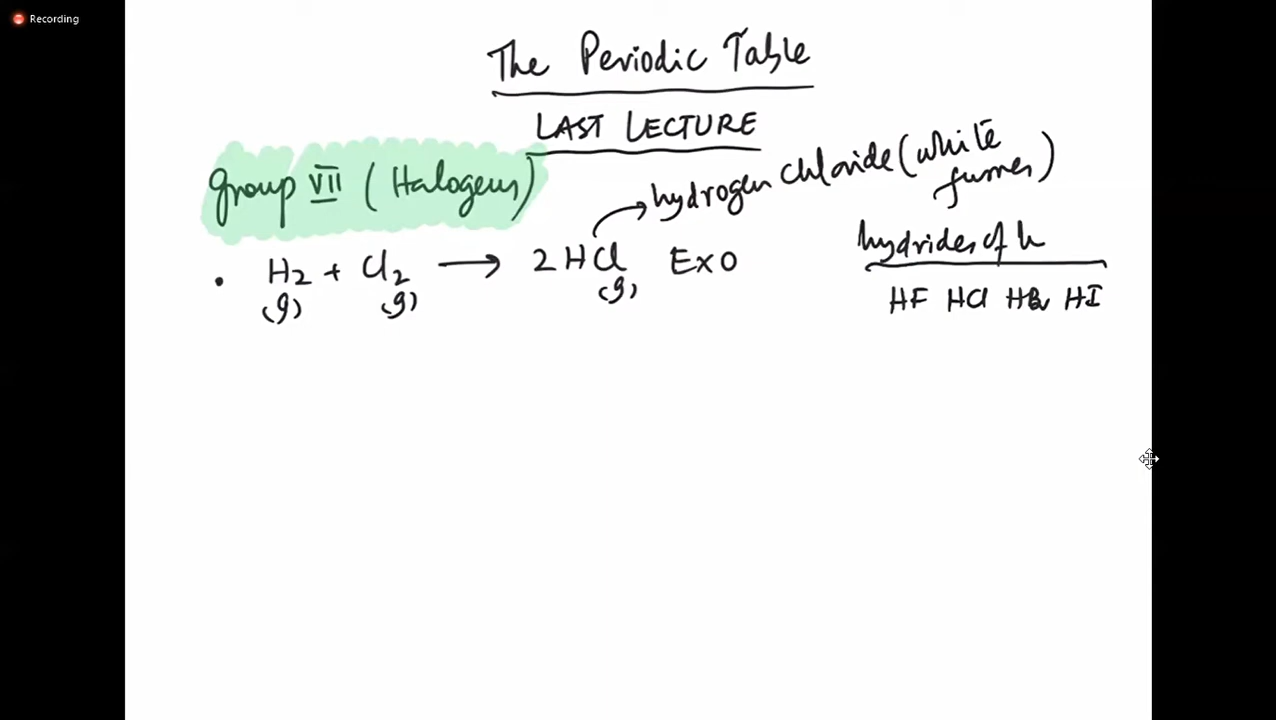 Recording
The Periodic Table
LAST LECTURE
group VII (Halogens)
hydrogen chloride (white
fumes)
hydrides of h
H2 + Cl2 → 2HCl Exo
(g) (g) (g)
HF HCl HBr HI